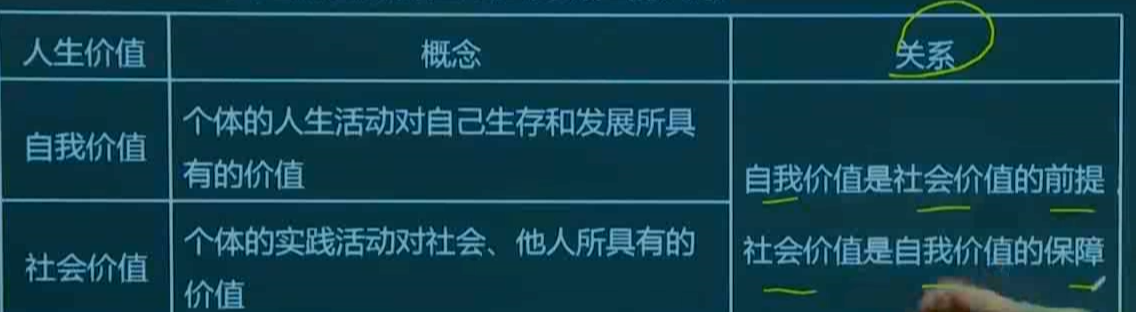 人生价值 概念 关系
自我价值
个体的人生活动对自己生存和发展所具
有的价值
社会价值
个体的实践活动对社会、他人所具有的
价值
自我价值是社会价值的前提
社会价值是自我价值的保障